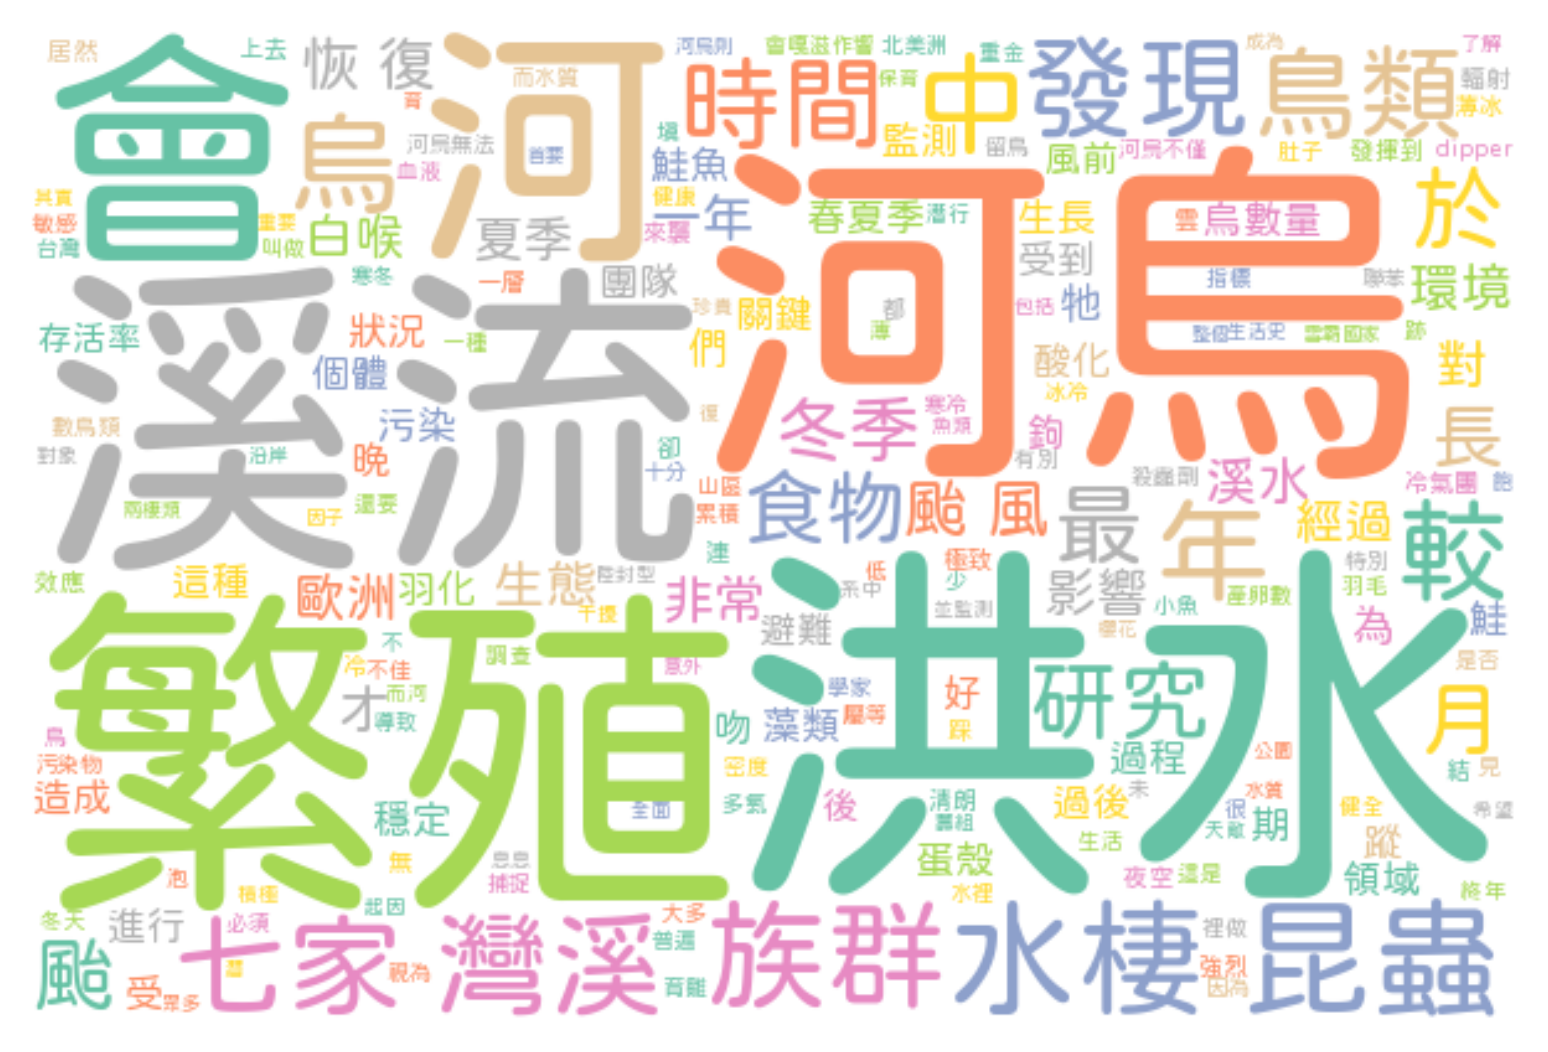 居然
上去
恢復
河
而水質
河烏則
會嘎滋作響
北美洲
重金
成為
了解
會
烏
育
河烏無法
血液
首要
時間
保育
中
發現
鳥類
輻射
薄冰
鮭魚
監測
留鳥
風前
河烏不僅
肚子
發揮到
dipper
其實
敏感
台灣
重要
叫做
白喉
夏季
健康
一年
來襲
春夏季
潛行
生長
河烏
雲
烏數量
於
寒冬
一層
團隊
受到
指標
聯苯
環境
存活率
狀況
一種
溪流
珍貴
關鍵
都
薄
包括
牠
整個
生活史
雪霸國家
跡
個體
們
酸化
冰冷
對
數鳥類
污染
冬季
寒冷
魚類
鉤
長
對象
沿岸
晚
卻
十分
有別
殺蟲劑
溪水
冷氣團
飽
兩棲類
因子
還要
山區
累積
食物
颱風
最
年
經過
較
漣
效應
這種
歐洲
羽化
生態
陸封型
非常
系中
低
極致
少
影響
小魚
產卵數
特別
羽毛
干擾
避難
並監測
櫻花
為
鮭
繁殖
不
冷
不佳
調查
意外
洪水
是否
才
而河
導致
學家
好
研究
月
鳥
吻
藻類
屬等
踩
過程
公園
結
見
污染物
造成
密度
穩定
全面
多氯
後
清朗
過後
未
水質
很
天敵
期
健全
希望
無
息息
捕捉
蛋殼
生活
蹤
領域
泡
積極
水裡
夜空
還是
終年
冬天
進行
必須
起因
大多
普遍
裡做
颱
受
眾多
七家灣溪
視為
育雛
族群
水棲
強烈
因為
昆蟲